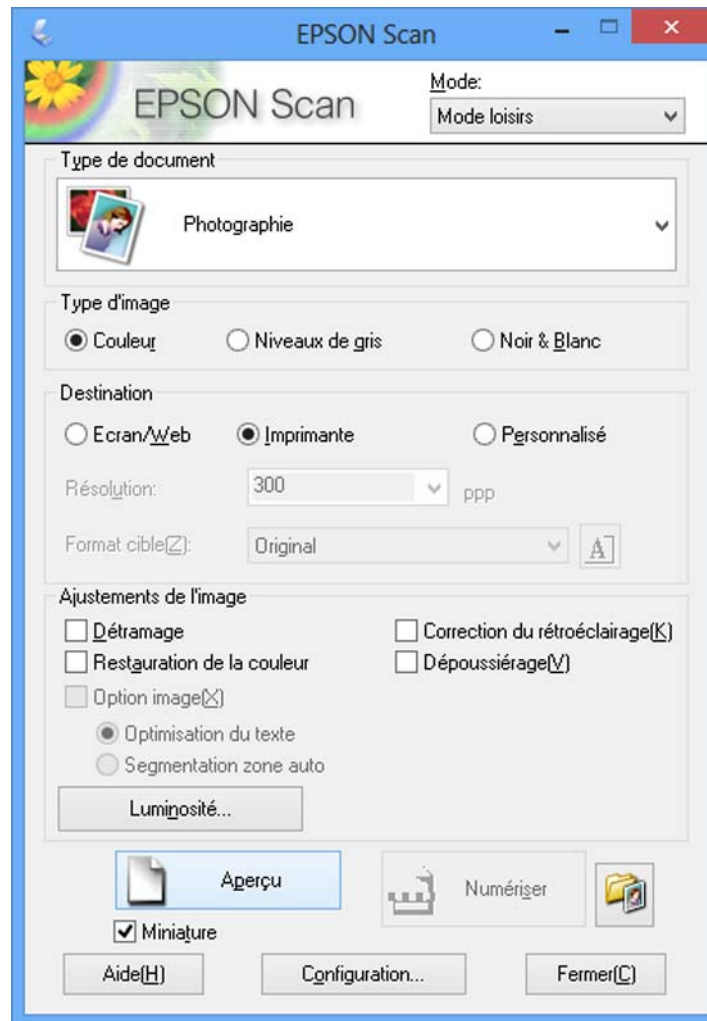 EPSON Scan
EPSON Scan
Mode:
Mode loisirs
Type de document
Photographie
Type d'image
Couleur Niveaux de gris Noir & Blanc
Destination
Ecran/Web Imprimante Personnalisé
Résolution: 300 ppp
Format cible(Z): Original A
Ajustements de l'image
Détramage Correction du rétroéclairage(K)
Restauration de la couleur Dépoussiérage(V)
Option image(X)
Optimisation du texte
Segmentation zone auto
Luminosité...
Aperçu Numériser
Miniature
Aide(H) Configuration... Fermer(C)